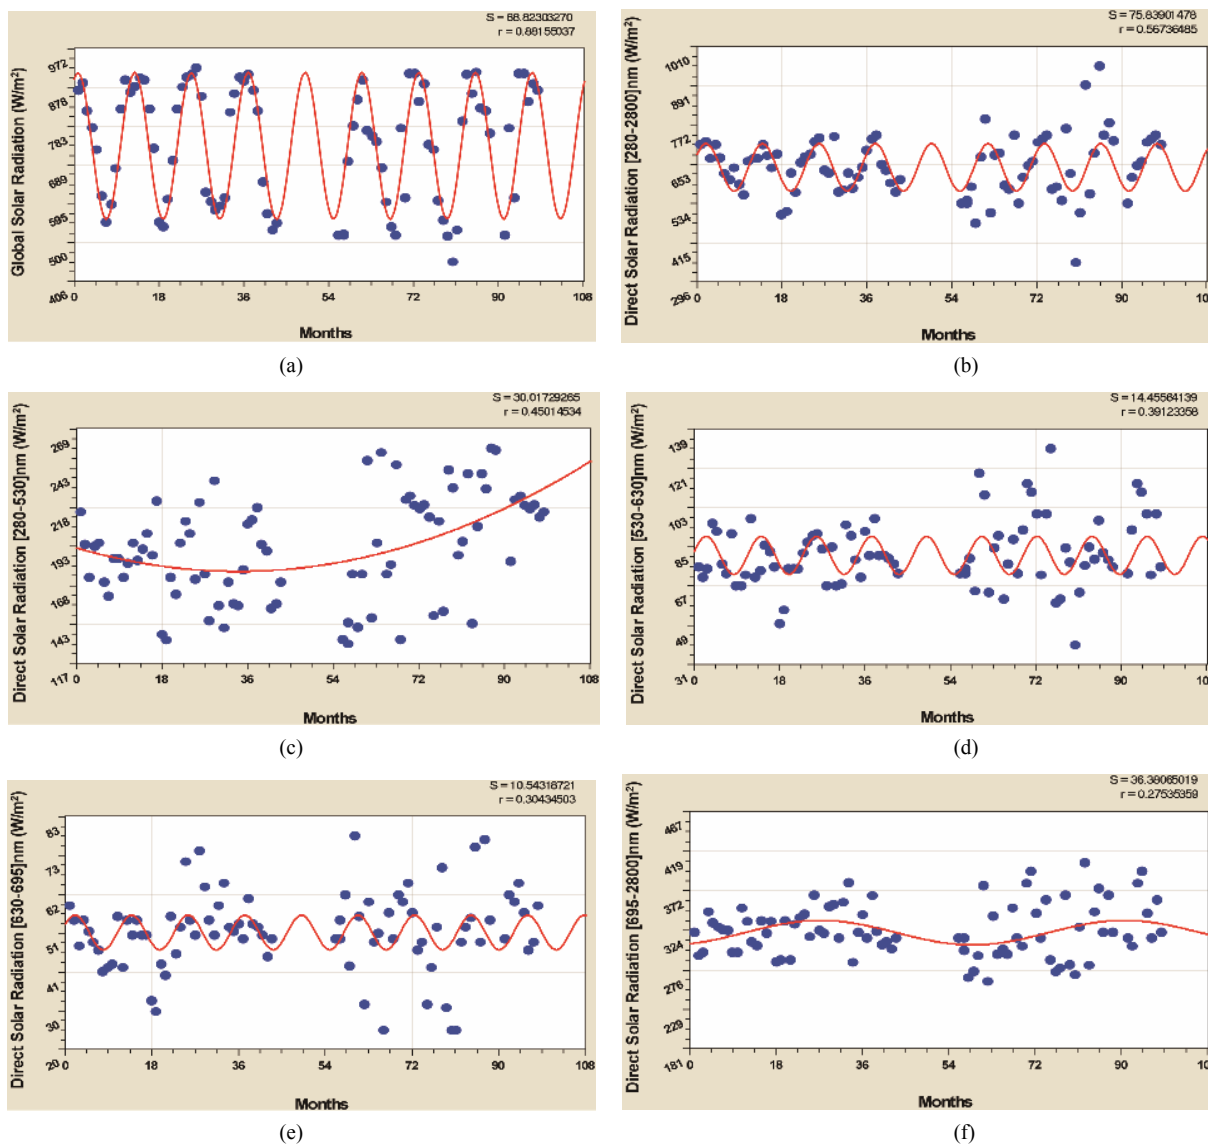 S = 68.82303270
r = 0.88155037
Global Solar Radiation (W/m²)
972
878
783
689
595
500
406
0 18 36 54 72 90 108
Months
(a)
S = 75.83901478
r = 0.56736485
Direct Solar Radiation [280-2800]nm (W/m²)
1010
891
772
653
534
415
296
0 18 36 54 72 90 108
Months
(b)
S = 30.01729265
r = 0.45014534
Direct Solar Radiation [280-530]nm (W/m²)
269
243
218
193
168
143
117
0 18 36 54 72 90 108
Months
(c)
S = 14.45564139
r = 0.39123358
Direct Solar Radiation [530-630]nm (W/m²)
139
121
103
85
67
49
31
0 18 36 54 72 90 10
Months
(d)
S = 10.54318721
r = 0.30434503
Direct Solar Radiation [630-695]nm (W/m²)
83
73
62
51
41
30
20
0 18 36 54 72 90 108
Months
(e)
S = 36.38065019
r = 0.27535359
Direct Solar Radiation [695-2800]nm (W/m²)
467
419
372
324
276
229
181
0 18 36 54 72 90 10
Months
(f)